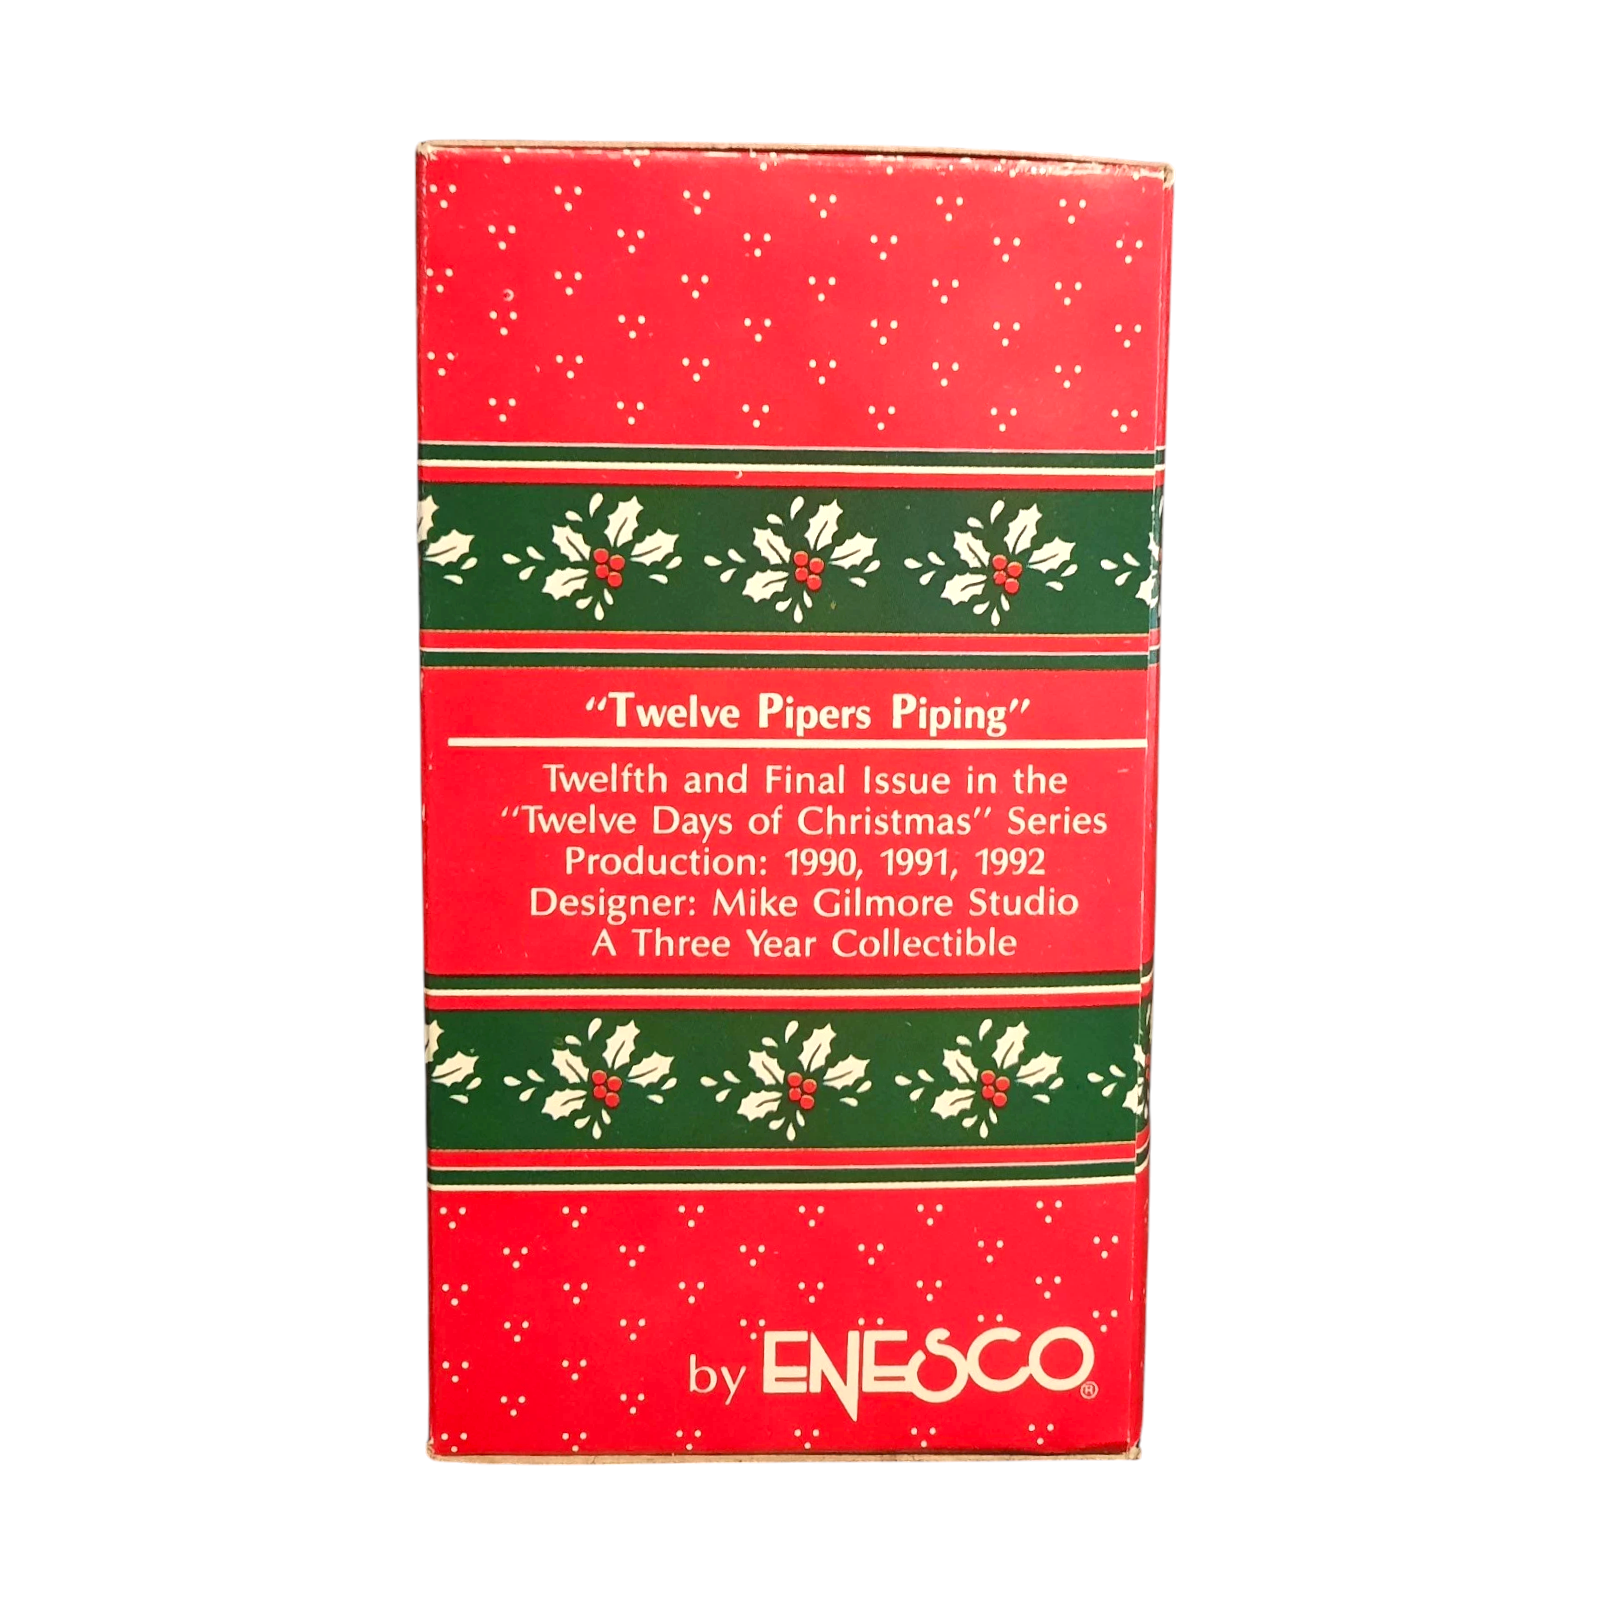 “Twelve Pipers Piping”
Twelfth and Final Issue in the
“Twelve Days of Christmas” Series
Production: 1990, 1991, 1992
Designer: Mike Gilmore Studio
A Three Year Collectible
by ENESCO®